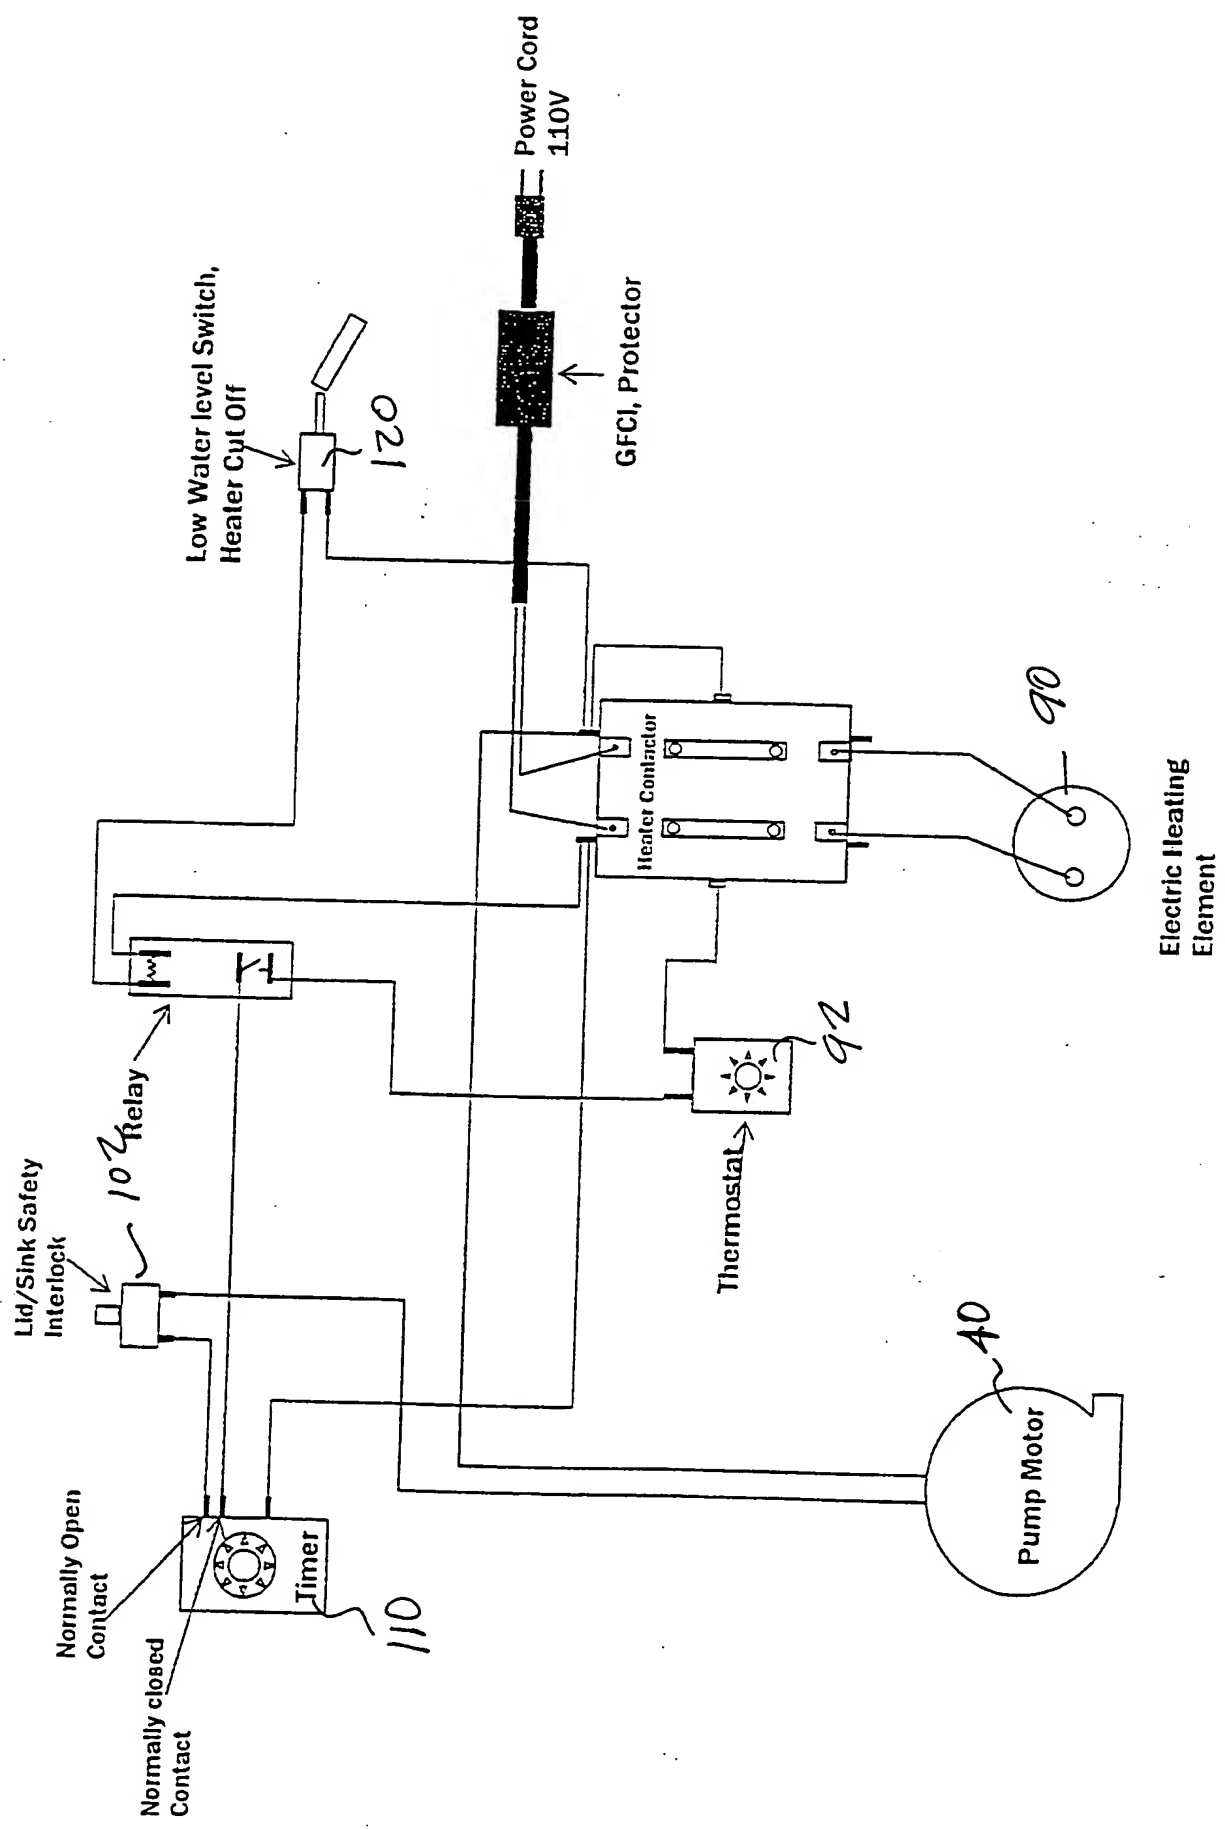 Lid/Sink Safety
Interlock
102
Relay
Low Water level Switch,
Heater Cut Off
120
Power Cord
110V
GFCI, Protector
Normally Open
Contact
Normally closed
Contact
Timer
110
Heater Contactor
Thermostat
92
90
Electric Heating
Element
40
Pump Motor